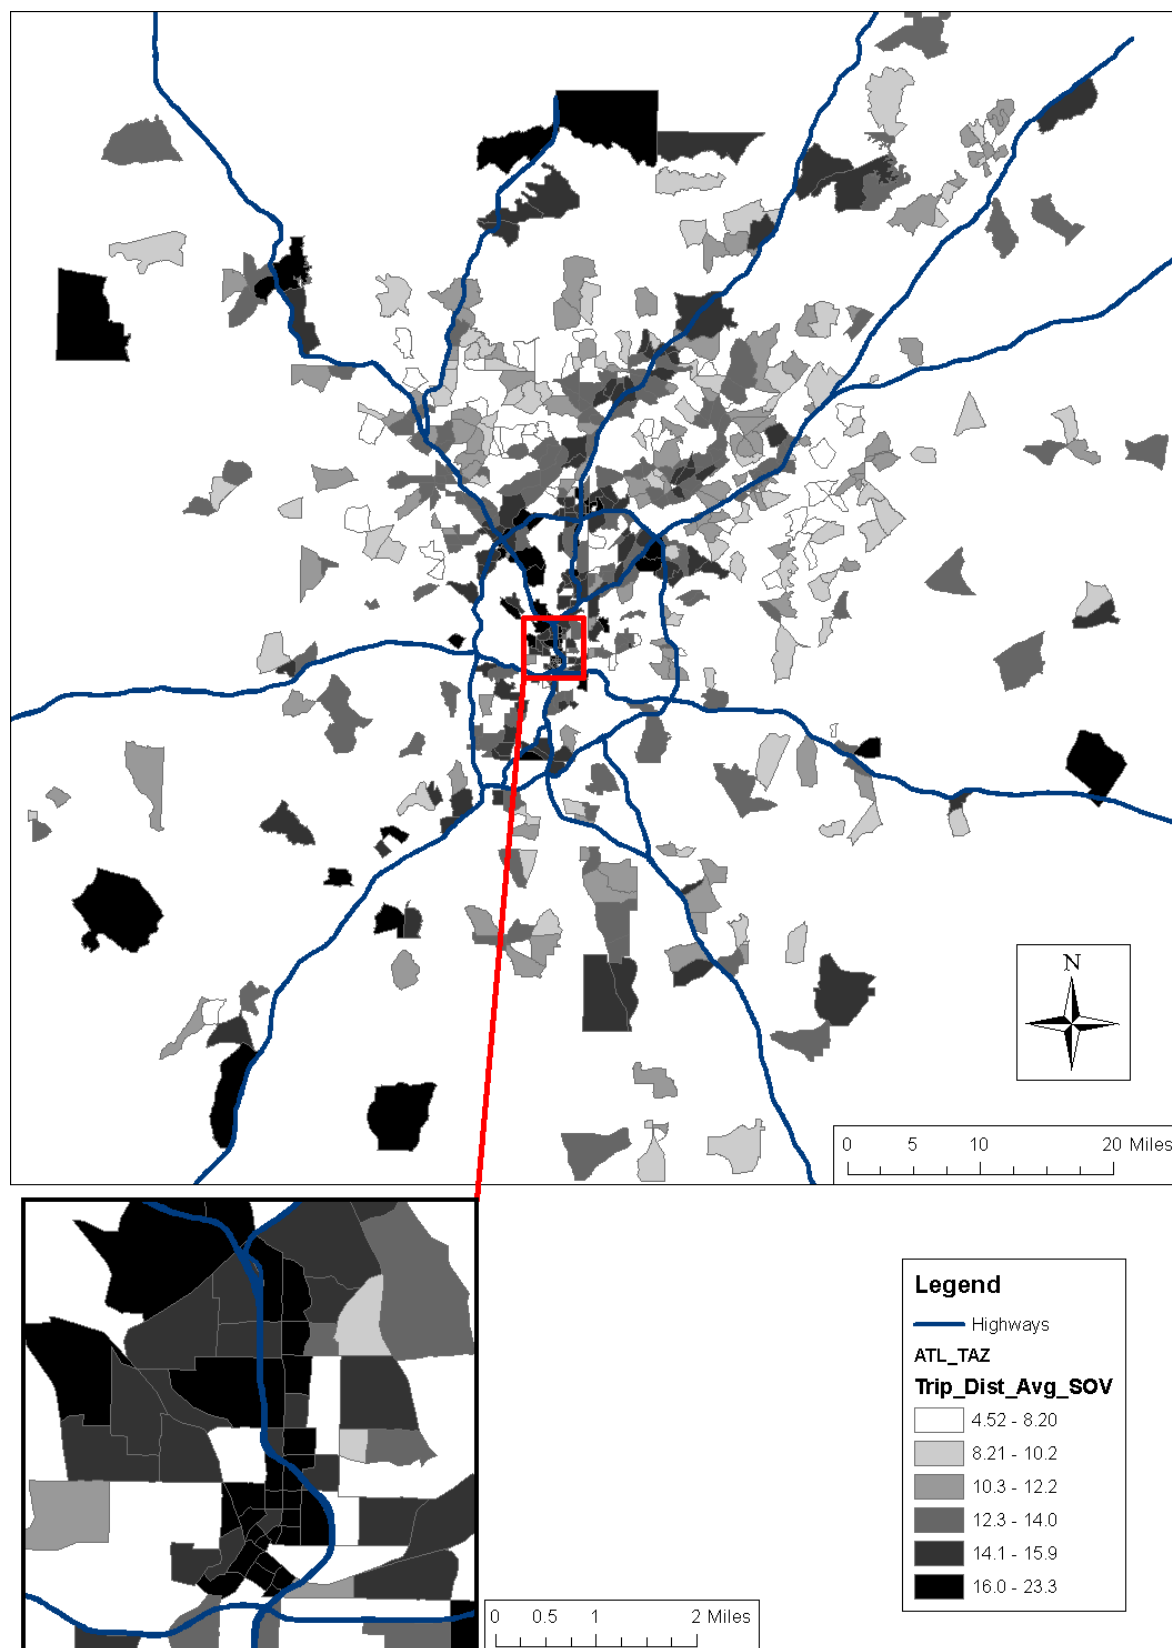 N
0 5 10 20 Miles
Legend
Highways
ATL_TAZ
Trip_Dist_Avg_SOV
4.52 - 8.20
8.21 - 10.2
10.3 - 12.2
12.3 - 14.0
14.1 - 15.9
16.0 - 23.3
0 0.5 1 2 Miles